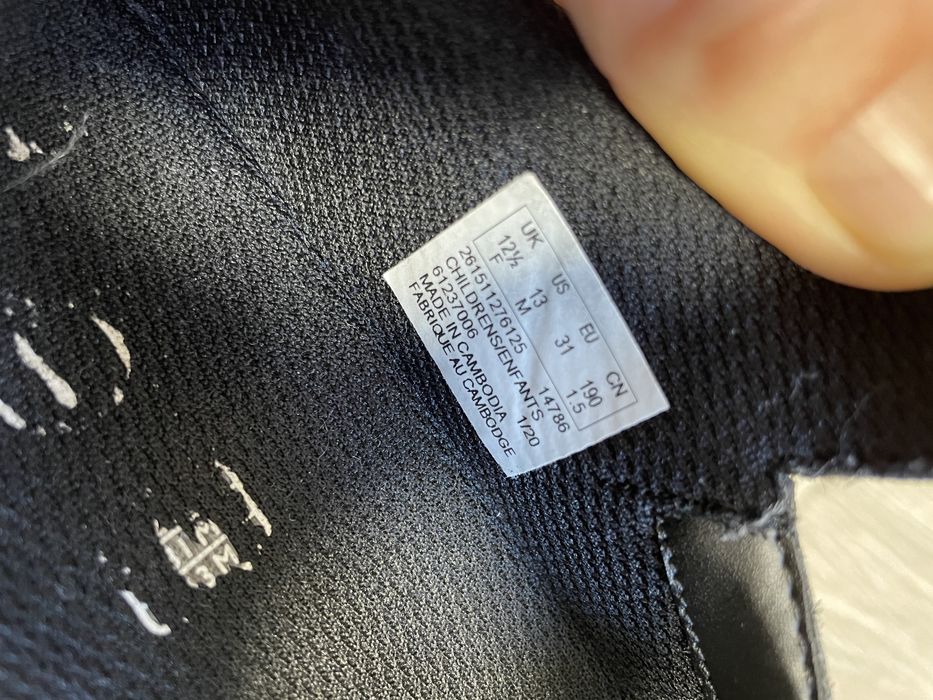 UK US EU CN
12½ 13 31 190
F M 1.5
261511276125 14786
CHILDRENS/ENFANTS
61237006
MADE IN CAMBODIA 1/20
FABRIQUE AU CAMBODGE